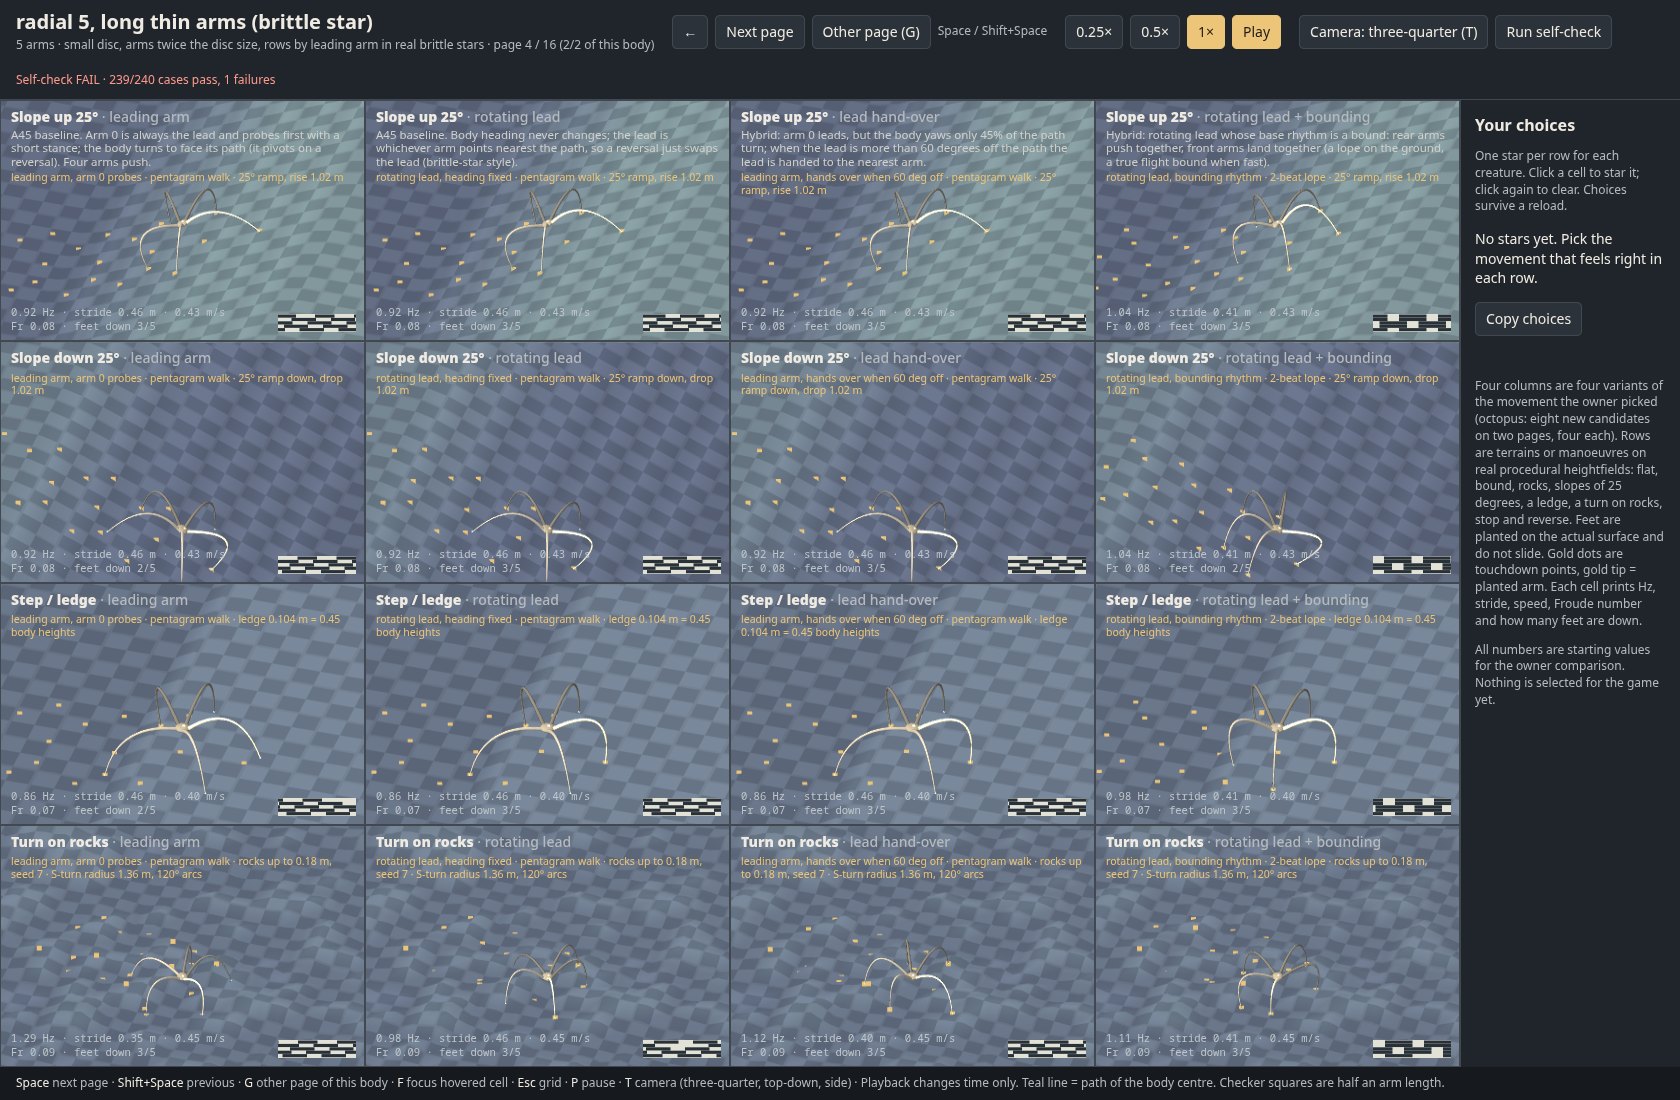 radial 5, long thin arms (brittle star)
5 arms · small disc, arms twice the disc size, rows by leading arm in real brittle stars · page 4 / 16 (2/2 of this body)
←
Next page
Other page (G)
Space / Shift+Space
0.25×
0.5×
1×
Play
Camera: three-quarter (T)
Run self-check
Self-check FAIL · 239/240 cases pass, 1 failures
Slope up 25° · leading arm
A45 baseline. Arm 0 is always the lead and probes first with a
short stance; the body turns to face its path (it pivots on a
reversal). Four arms push.
leading arm, arm 0 probes · pentagram walk · 25° ramp, rise 1.02 m
0.92 Hz · stride 0.46 m · 0.43 m/s
Fr 0.08 · feet down 3/5
Slope up 25° · rotating lead
A45 baseline. Body heading never changes; the lead is
whichever arm points nearest the path, so a reversal just swaps
the lead (brittle-star style).
rotating lead, heading fixed · pentagram walk · 25° ramp, rise 1.02 m
0.92 Hz · stride 0.46 m · 0.43 m/s
Fr 0.08 · feet down 3/5
Slope up 25° · lead hand-over
Hybrid: arm 0 leads, but the body yaws only 45% of the path
turn; when the lead is more than 60 degrees off the path the
lead is handed to the nearest arm.
leading arm, hands over when 60 deg off · pentagram walk · 25°
ramp, rise 1.02 m
0.92 Hz · stride 0.46 m · 0.43 m/s
Fr 0.08 · feet down 3/5
Slope up 25° · rotating lead + bounding
Hybrid: rotating lead whose base rhythm is a bound: rear arms
push together, front arms land together (a lope on the ground,
a true flight bound when fast).
rotating lead, bounding rhythm · 2-beat lope · 25° ramp, rise 1.02 m
1.04 Hz · stride 0.41 m · 0.43 m/s
Fr 0.08 · feet down 3/5
Slope down 25° · leading arm
leading arm, arm 0 probes · pentagram walk · 25° ramp down, drop
1.02 m
0.92 Hz · stride 0.46 m · 0.43 m/s
Fr 0.08 · feet down 2/5
Slope down 25° · rotating lead
rotating lead, heading fixed · pentagram walk · 25° ramp down, drop
1.02 m
0.92 Hz · stride 0.46 m · 0.43 m/s
Fr 0.08 · feet down 3/5
Slope down 25° · lead hand-over
leading arm, hands over when 60 deg off · pentagram walk · 25°
ramp down, drop 1.02 m
0.92 Hz · stride 0.46 m · 0.43 m/s
Fr 0.08 · feet down 3/5
Slope down 25° · rotating lead + bounding
rotating lead, bounding rhythm · 2-beat lope · 25° ramp down, drop
1.02 m
1.04 Hz · stride 0.41 m · 0.43 m/s
Fr 0.08 · feet down 2/5
Step / ledge · leading arm
leading arm, arm 0 probes · pentagram walk · ledge 0.104 m = 0.45
body heights
0.86 Hz · stride 0.46 m · 0.40 m/s
Fr 0.07 · feet down 2/5
Step / ledge · rotating lead
rotating lead, heading fixed · pentagram walk · ledge 0.104 m = 0.45
body heights
0.86 Hz · stride 0.46 m · 0.40 m/s
Fr 0.07 · feet down 3/5
Step / ledge · lead hand-over
leading arm, hands over when 60 deg off · pentagram walk · ledge
0.104 m = 0.45 body heights
0.86 Hz · stride 0.46 m · 0.40 m/s
Fr 0.07 · feet down 3/5
Step / ledge · rotating lead + bounding
rotating lead, bounding rhythm · 2-beat lope · ledge 0.104 m = 0.45
body heights
0.98 Hz · stride 0.41 m · 0.40 m/s
Fr 0.07 · feet down 3/5
Turn on rocks · leading arm
leading arm, arm 0 probes · pentagram walk · rocks up to 0.18 m,
seed 7 · S-turn radius 1.36 m, 120° arcs
1.29 Hz · stride 0.35 m · 0.45 m/s
Fr 0.09 · feet down 3/5
Turn on rocks · rotating lead
rotating lead, heading fixed · pentagram walk · rocks up to 0.18 m,
seed 7 · S-turn radius 1.36 m, 120° arcs
0.98 Hz · stride 0.46 m · 0.45 m/s
Fr 0.09 · feet down 3/5
Turn on rocks · lead hand-over
leading arm, hands over when 60 deg off · pentagram walk · rocks up
to 0.18 m, seed 7 · S-turn radius 1.36 m, 120° arcs
1.12 Hz · stride 0.40 m · 0.45 m/s
Fr 0.09 · feet down 3/5
Turn on rocks · rotating lead + bounding
rotating lead, bounding rhythm · 2-beat lope · rocks up to 0.18 m,
seed 7 · S-turn radius 1.36 m, 120° arcs
1.11 Hz · stride 0.41 m · 0.45 m/s
Fr 0.09 · feet down 3/5
Your choices
One star per row for each
creature. Click a cell to star it;
click again to clear. Choices
survive a reload.
No stars yet. Pick the
movement that feels right in
each row.
Copy choices
Four columns are four variants of
the movement the owner picked
(octopus: eight new candidates
on two pages, four each). Rows
are terrains or manoeuvres on
real procedural heightfields: flat,
bound, rocks, slopes of 25
degrees, a ledge, a turn on rocks,
stop and reverse. Feet are
planted on the actual surface and
do not slide. Gold dots are
touchdown points, gold tip =
planted arm. Each cell prints Hz,
stride, speed, Froude number
and how many feet are down.
All numbers are starting values
for the owner comparison.
Nothing is selected for the game
yet.
Space next page · Shift+Space previous · G other page of this body · F focus hovered cell · Esc grid · P pause · T camera (three-quarter, top-down, side) · Playback changes time only. Teal line = path of the body centre. Checker squares are half an arm length.